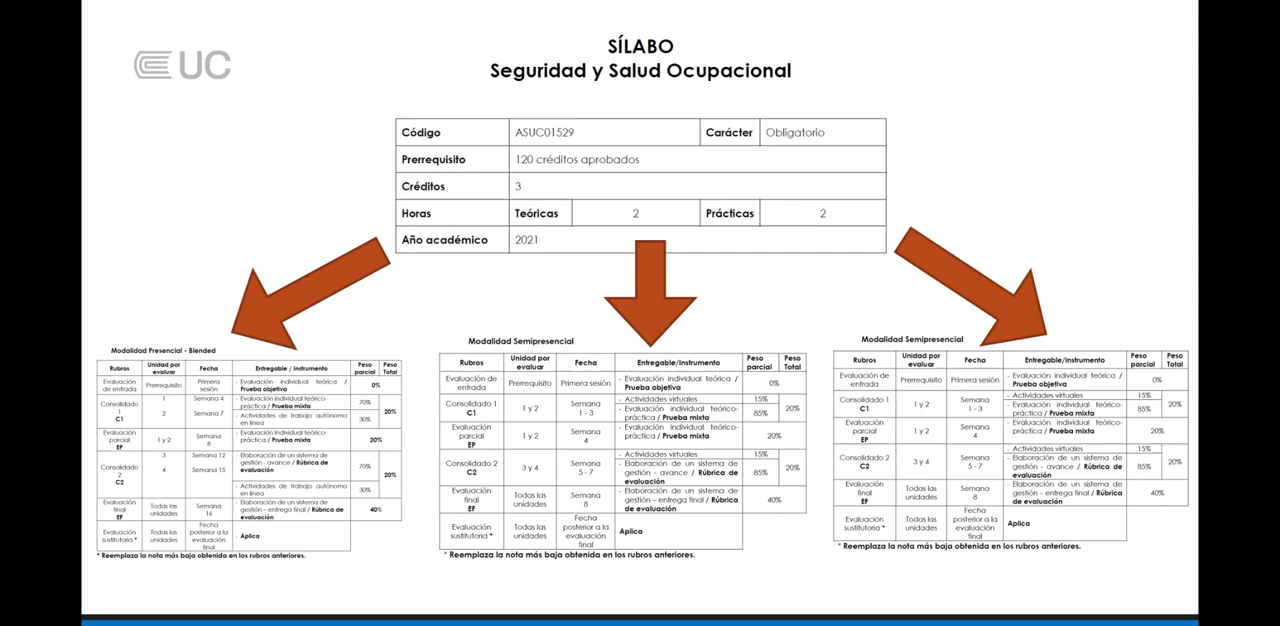 UC
SÍLABO
Seguridad y Salud Ocupacional
Código ASUC01529 Carácter Obligatorio
Prerrequisito 120 créditos aprobados
Créditos 3
Horas Teóricas 2 Prácticas 2
Año académico 2021
Modalidad Presencial - Blended
Rubros Unidad por evaluar Fecha Entregable / Instrumento Peso parcial Peso Total
Evaluación de entrada Prerrequisito Primera sesión - Evaluación individual teórica / Prueba objetiva 0%
Consolidado 1 C1 1 Semana 4 - Evaluación individual teórico-práctica / Prueba mixta 70% 20%
2 Semana 7 - Actividades de trabajo autónomo en línea 30%
Evaluación parcial EP 1 y 2 Semana 8 - Evaluación individual teórico-práctica / Prueba mixta 20%
Consolidado 2 C2 3 Semana 12 - Elaboración de un sistema de gestión - avance / Rúbrica de evaluación 70% 20%
4 Semana 15 - Actividades de trabajo autónomo en línea 30%
Evaluación final EF Todas las unidades Semana 16 - Elaboración de un sistema de gestión – entrega final / Rúbrica de evaluación 40%
Evaluación sustitutoria * Todas las unidades Fecha posterior a la evaluación final - Aplica
* Reemplaza la nota más baja obtenida en los rubros anteriores.
Modalidad Semipresencial
Rubros Unidad por evaluar Fecha Entregable/Instrumento Peso parcial Peso Total
Evaluación de entrada Prerrequisito Primera sesión - Evaluación individual teórica / Prueba objetiva 0%
Consolidado 1 C1 1 y 2 Semana 1 - 3 - Actividades virtuales 15% 20%
- Evaluación individual teórico-práctica / Prueba mixta 85%
Evaluación parcial EP 1 y 2 Semana 4 - Evaluación individual teórico-práctica / Prueba mixta 20%
Consolidado 2 C2 3 y 4 Semana 5 - 7 - Actividades virtuales 15% 20%
- Elaboración de un sistema de gestión - avance / Rúbrica de evaluación 85%
Evaluación final EF Todas las unidades Semana 8 - Elaboración de un sistema de gestión – entrega final / Rúbrica de evaluación 40%
Evaluación sustitutoria * Todas las unidades Fecha posterior a la evaluación final Aplica
* Reemplaza la nota más baja obtenida en los rubros anteriores.
Modalidad Semipresencial
Rubros Unidad por evaluar Fecha Entregable/Instrumento Peso parcial Peso Total
Evaluación de entrada Prerrequisito Primera sesión - Evaluación individual teórica / Prueba objetiva 0%
Consolidado 1 C1 1 y 2 Semana 1 - 3 - Actividades virtuales 15% 20%
- Evaluación individual teórico-práctica / Prueba mixta 85%
Evaluación parcial EP 1 y 2 Semana 4 - Evaluación individual teórico-práctica / Prueba mixta 20%
Consolidado 2 C2 3 y 4 Semana 5 - 7 - Actividades virtuales 15% 20%
- Elaboración de un sistema de gestión - avance / Rúbrica de evaluación 85%
Evaluación final EF Todas las unidades Semana 8 - Elaboración de un sistema de gestión – entrega final / Rúbrica de evaluación 40%
Evaluación sustitutoria * Todas las unidades Fecha posterior a la evaluación final Aplica
* Reemplaza la nota más baja obtenida en los rubros anteriores.